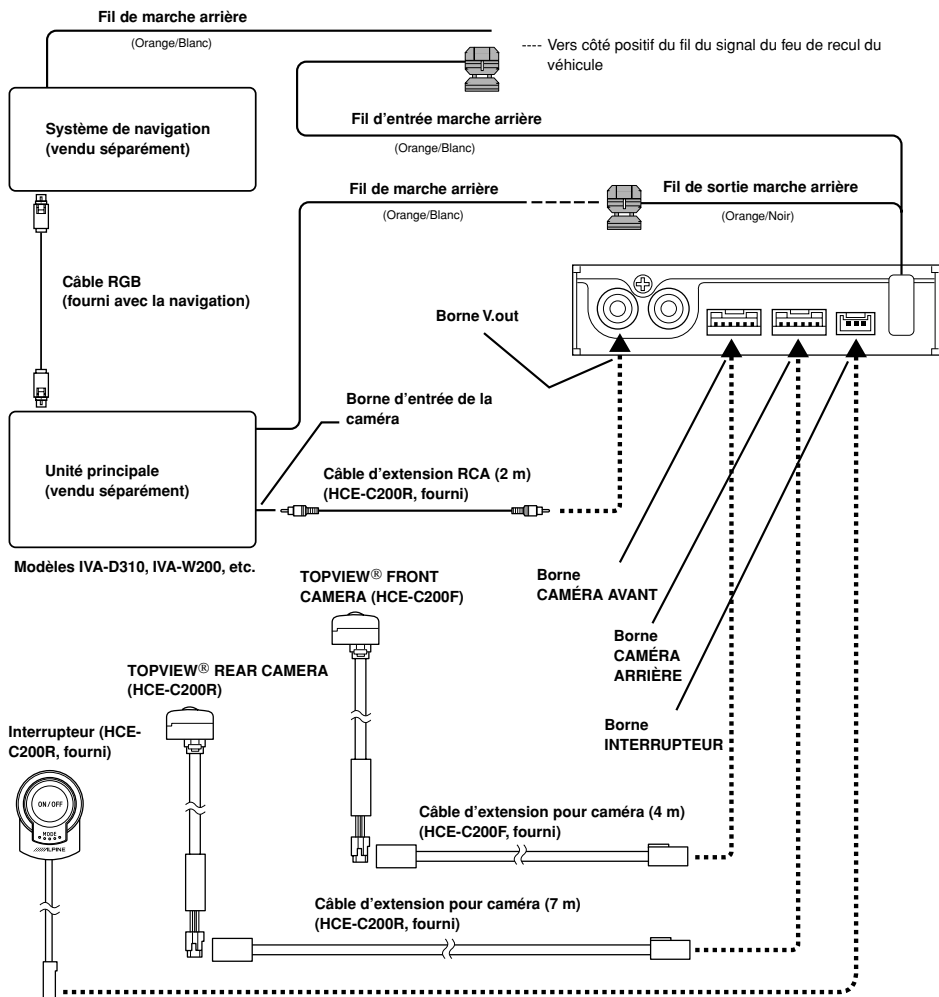 Fil de marche arrière
(Orange/Blanc)
---- Vers côté positif du fil du signal du feu de recul du
véhicule
Système de navigation
(vendu séparément)
Fil d'entrée marche arrière
(Orange/Blanc)
Fil de marche arrière
(Orange/Blanc)
Fil de sortie marche arrière
(Orange/Noir)
Câble RGB
(fourni avec la navigation)
Borne V.out
Borne d'entrée de la
caméra
Unité principale
(vendu séparément)
Câble d'extension RCA (2 m)
(HCE-C200R, fourni)
Modèles IVA-D310, IVA-W200, etc.
TOPVIEW® FRONT
CAMERA (HCE-C200F)
Borne
CAMÉRA AVANT
Borne
CAMÉRA
ARRIÈRE
TOPVIEW® REAR CAMERA
(HCE-C200R)
Borne
INTERRUPTEUR
Interrupteur (HCE-
C200R, fourni)
ON/OFF
MODE
ALPINE
Câble d'extension pour caméra (4 m)
(HCE-C200F, fourni)
Câble d'extension pour caméra (7 m)
(HCE-C200R, fourni)